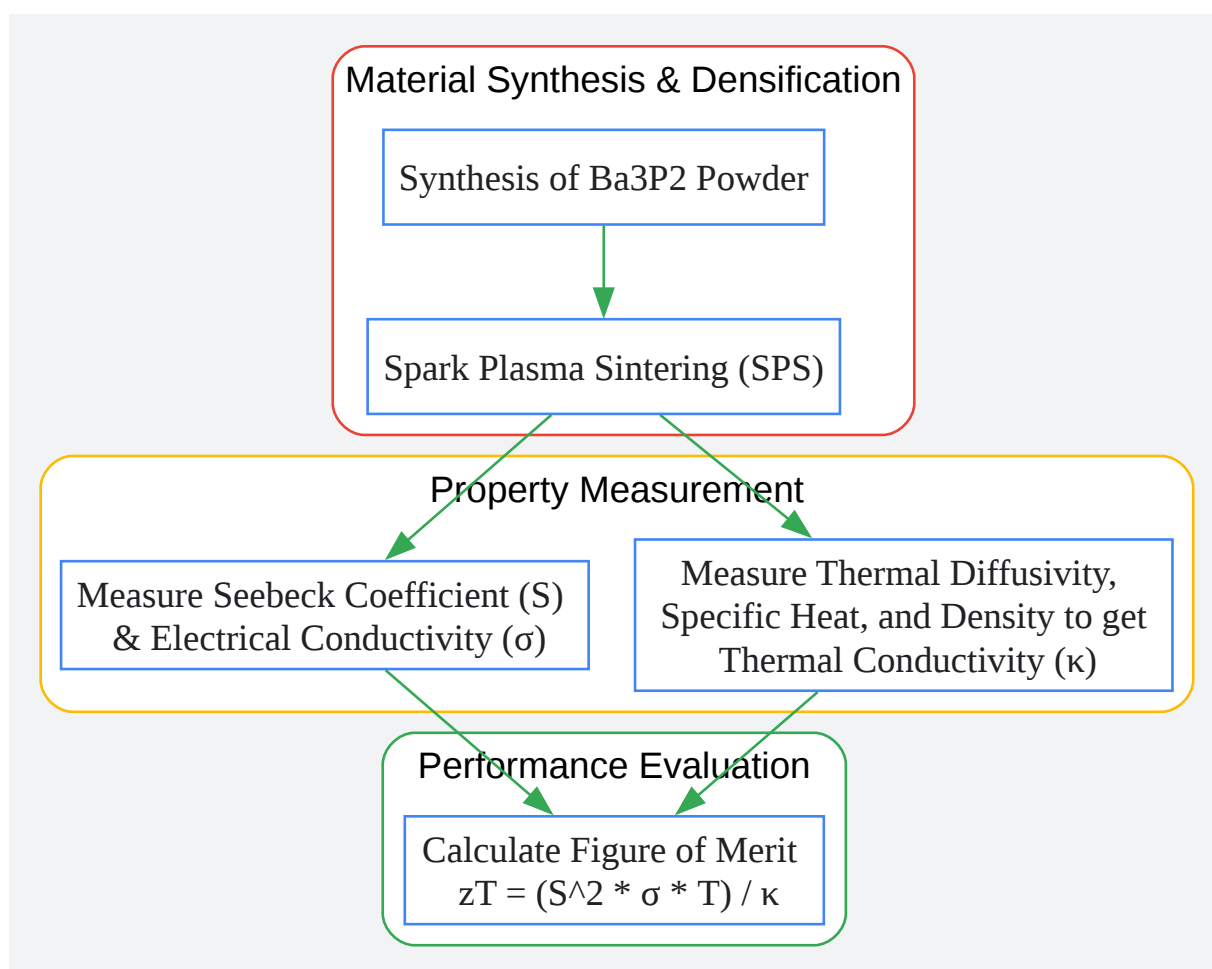 Material Synthesis & Densification
Synthesis of Ba3P2 Powder
Spark Plasma Sintering (SPS)
Property Measurement
Measure Seebeck Coefficient (S)
& Electrical Conductivity (σ)
Measure Thermal Diffusivity,
Specific Heat, and Density to get
Thermal Conductivity (κ)
Performance Evaluation
Calculate Figure of Merit
zT = (S^2 * σ * T) / κ